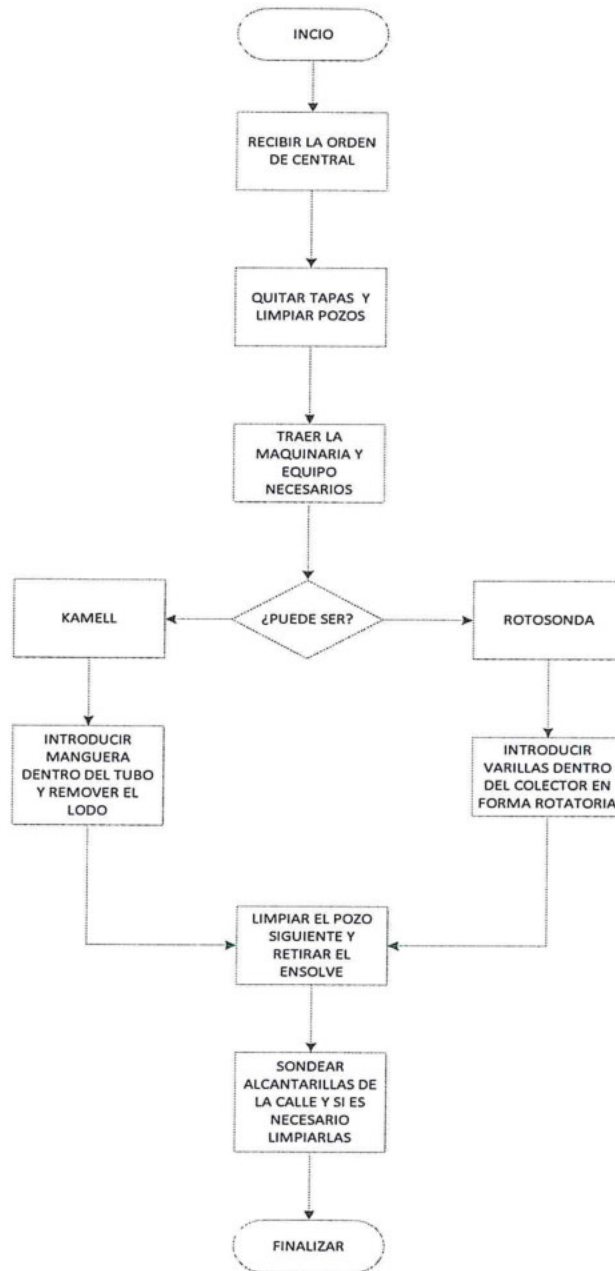 INCIO
RECIBIR LA ORDEN
DE CENTRAL
QUITAR TAPAS Y
LIMPIAR POZOS
TRAER LA
MAQUINARIA Y
EQUIPO
NECESARIOS
¿PUEDE SER?
KAMELL
INTRODUCIR
MANGUERA
DENTRO DEL TUBO
Y REMOVER EL
LODO
ROTOSONDA
INTRODUCIR
VARILLAS DENTRO
DEL COLECTOR EN
FORMA ROTATORIA
LIMPIAR EL POZO
SIGUIENTE Y
RETIRAR EL
ENSOLVE
SONDEAR
ALCANTARILLAS DE
LA CALLE Y SI ES
NECESARIO
LIMPIARLAS
FINALIZAR